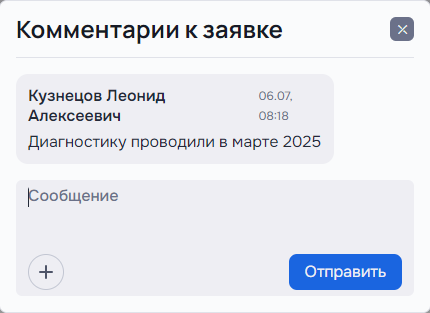 Комментарии к заявке
Кузнецов Леонид 06.07,
Алексеевич 08:18
Диагностику проводили в марте 2025
Сообщение
Отправить